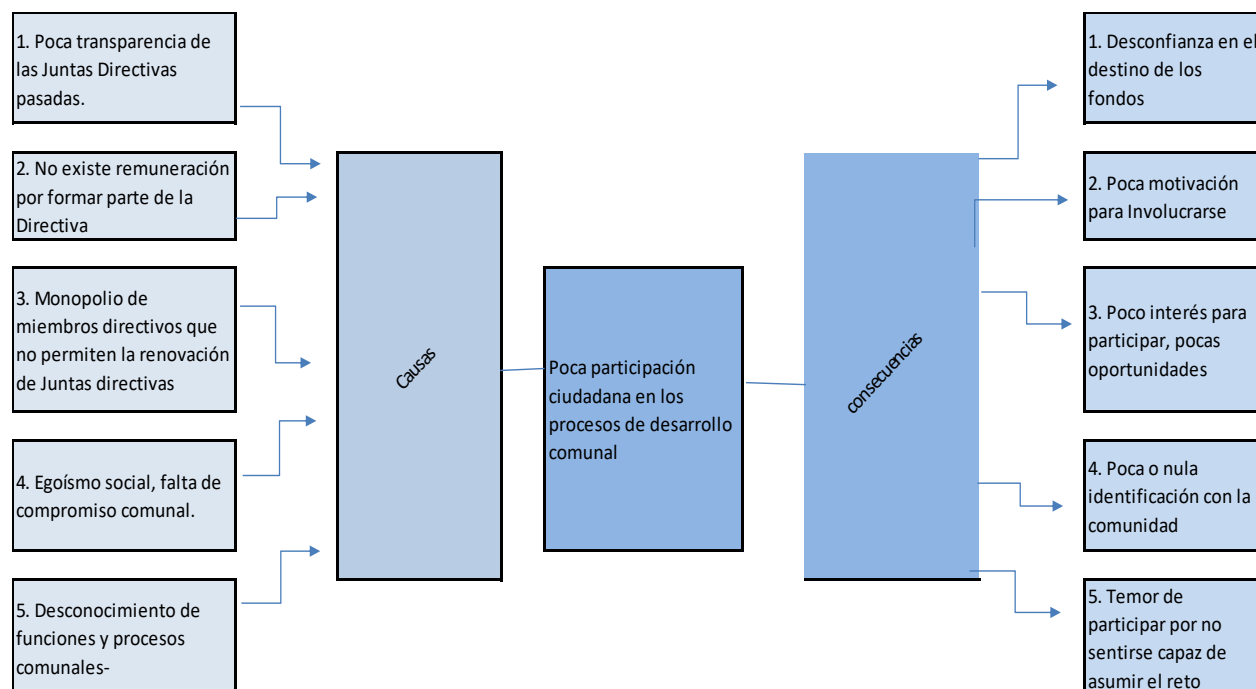 1. Poca transparencia de
las Juntas Directivas
pasadas.
2. No existe remuneración
por formar parte de la
Directiva
3. Monopolio de
miembros directivos que
no permiten la renovación
de Juntas directivas
4. Egoísmo social, falta de
compromiso comunal.
5. Desconocimiento de
funciones y procesos
comunales-
Causas
Poca participación
ciudadana en los
procesos de desarrollo
comunal
consecuencias
1. Desconfianza en el
destino de los
fondos
2. Poca motivación
para Involucrarse
3. Poco interés para
participar, pocas
oportunidades
4. Poca o nula
identificación con la
comunidad
5. Temor de
participar por no
sentirse capaz de
asumir el reto